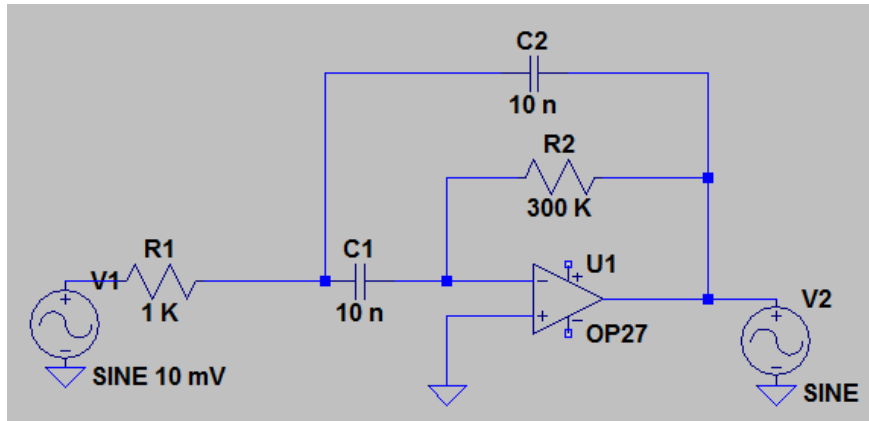 C2
10 n
R2
300 K
R1
1 K
C1
10 n
U1
OP27
V1
SINE 10 mV
V2
SINE